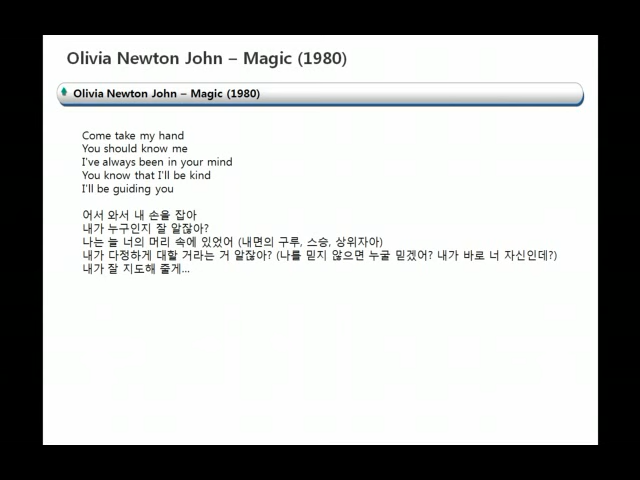 Olivia Newton John – Magic (1980)
Olivia Newton John – Magic (1980)
Come take my hand
You should know me
I've always been in your mind
You know that I'll be kind
I'll be guiding you
어서 와서 내 손을 잡아
내가 누구인지 잘 알잖아?
나는 늘 너의 머리 속에 있었어 (내면의 구루, 스승, 상위자아)
내가 다정하게 대할 거라는 거 알잖아? (나를 믿지 않으면 누굴 믿겠어? 내가 바로 너 자신인데?)
내가 잘 지도해 줄게...